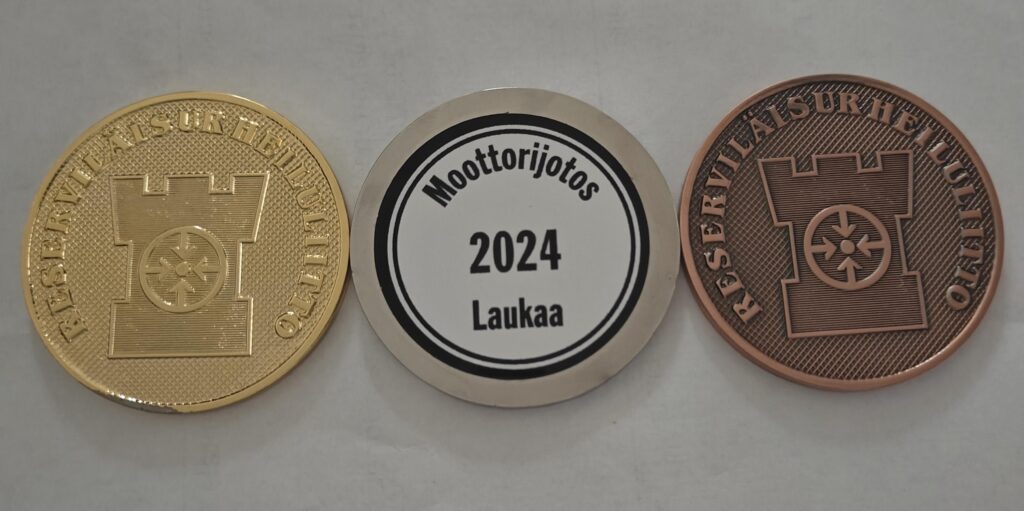 RESERVILÄISURHEILULIITTO
Moottorijotos
2024
Laukaa
RESERVILÄISURHEILULIITTO